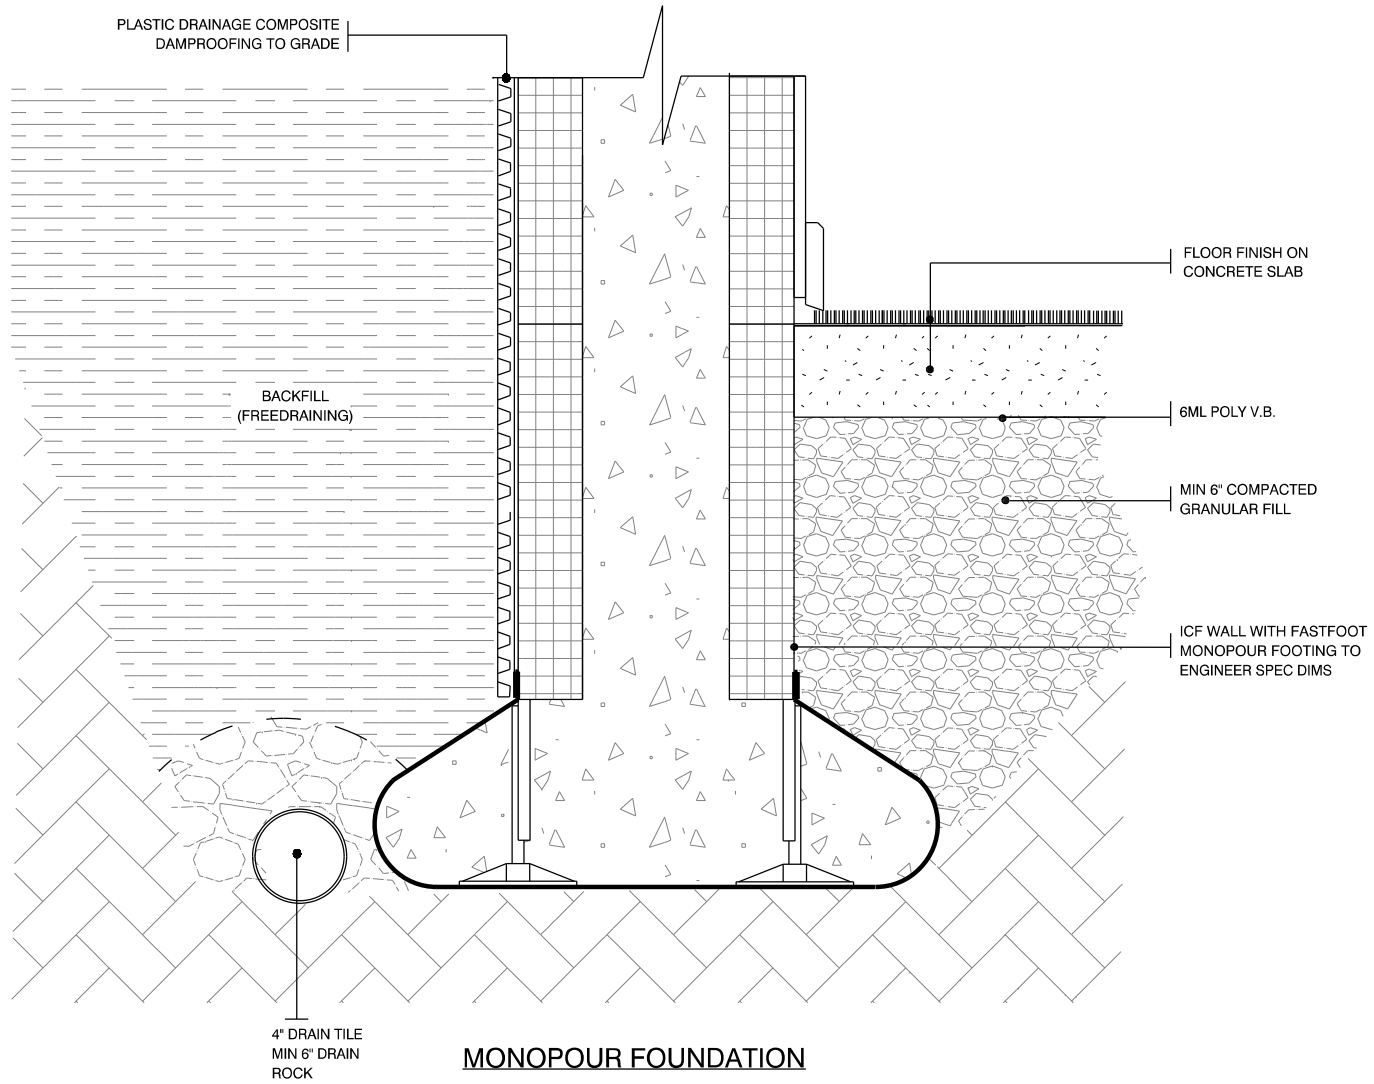 PLASTIC DRAINAGE COMPOSITE
DAMPROOFING TO GRADE
FLOOR FINISH ON
CONCRETE SLAB
BACKFILL
(FREEDRAINING)
6ML POLY V.B.
MIN 6" COMPACTED
GRANULAR FILL
ICF WALL WITH FASTFOOT
MONOPOUR FOOTING TO
ENGINEER SPEC DIMS
4" DRAIN TILE
MIN 6" DRAIN
ROCK
MONOPOUR FOUNDATION